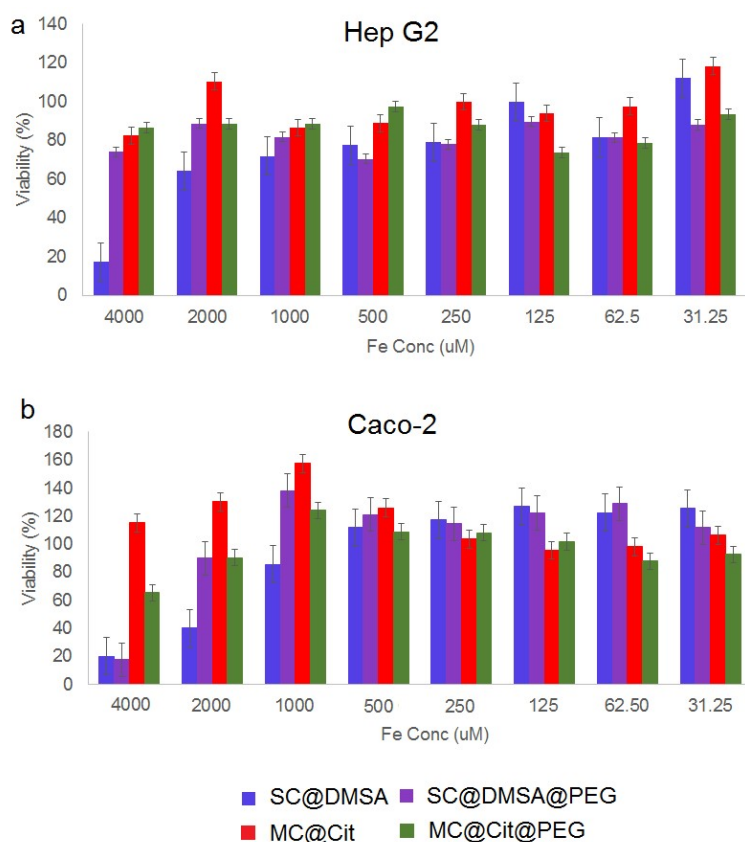 a
Hep G2
140
120
100
80
60
40
20
0
Viability (%)
4000 2000 1000 500 250 125 62.5 31.25
Fe Conc (uM)
b
Caco-2
180
160
140
120
100
80
60
40
20
0
Viability (%)
4000 2000 1000 500 250 125 62.50 31.25
Fe Conc (uM)
SC@DMSA SC@DMSA@PEG
MC@Cit MC@Cit@PEG